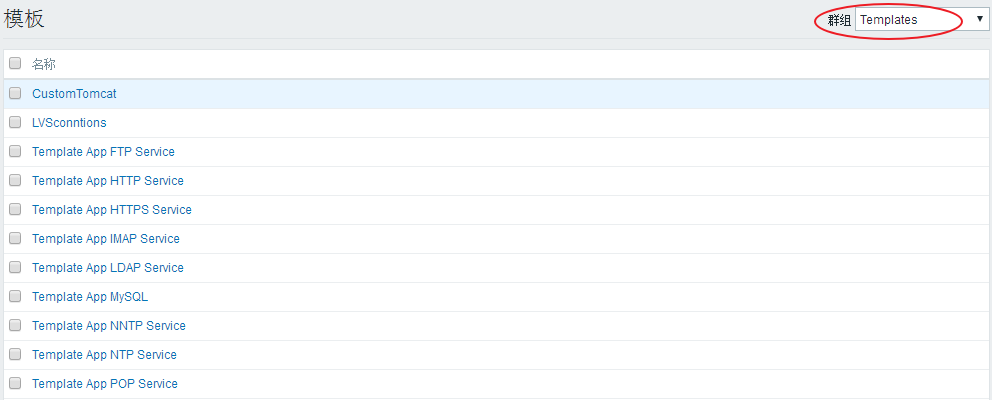 模板
群组 Templates
名称
CustomTomcat
LVSconntions
Template App FTP Service
Template App HTTP Service
Template App HTTPS Service
Template App IMAP Service
Template App LDAP Service
Template App MySQL
Template App NNTP Service
Template App NTP Service
Template App POP Service